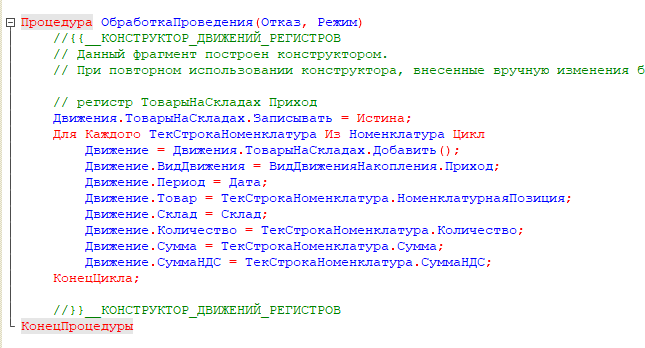 Процедура ОбработкаПроведения(Отказ, Режим)
//{{__КОНСТРУКТОР_ДВИЖЕНИЙ_РЕГИСТРОВ
// Данный фрагмент построен конструктором.
// При повторном использовании конструктора, внесенные вручную изменения б
// регистр ТоварыНаСкладах Приход
Движения.ТоварыНаСкладах.Записывать = Истина;
Для Каждого ТекСтрокаНоменклатура Из Номенклатура Цикл
Движение = Движения.ТоварыНаСкладах.Добавить();
Движение.ВидДвижения = ВидДвиженияНакопления.Приход;
Движение.Период = Дата;
Движение.Товар = ТекСтрокаНоменклатура.НоменклатурнаяПозиция;
Движение.Склад = Склад;
Движение.Количество = ТекСтрокаНоменклатура.Количество;
Движение.Сумма = ТекСтрокаНоменклатура.Сумма;
Движение.СуммаНДС = ТекСтрокаНоменклатура.СуммаНДС;
КонецЦикла;
//}}__КОНСТРУКТОР_ДВИЖЕНИЙ_РЕГИСТРОВ
КонецПроцедуры